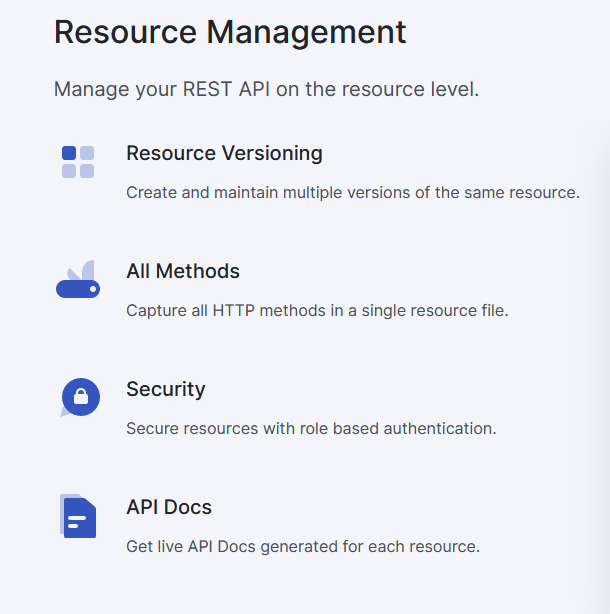 Resource Management
Manage your REST API on the resource level.
Resource Versioning
Create and maintain multiple versions of the same resource.
All Methods
Capture all HTTP methods in a single resource file.
Security
Secure resources with role based authentication.
API Docs
Get live API Docs generated for each resource.